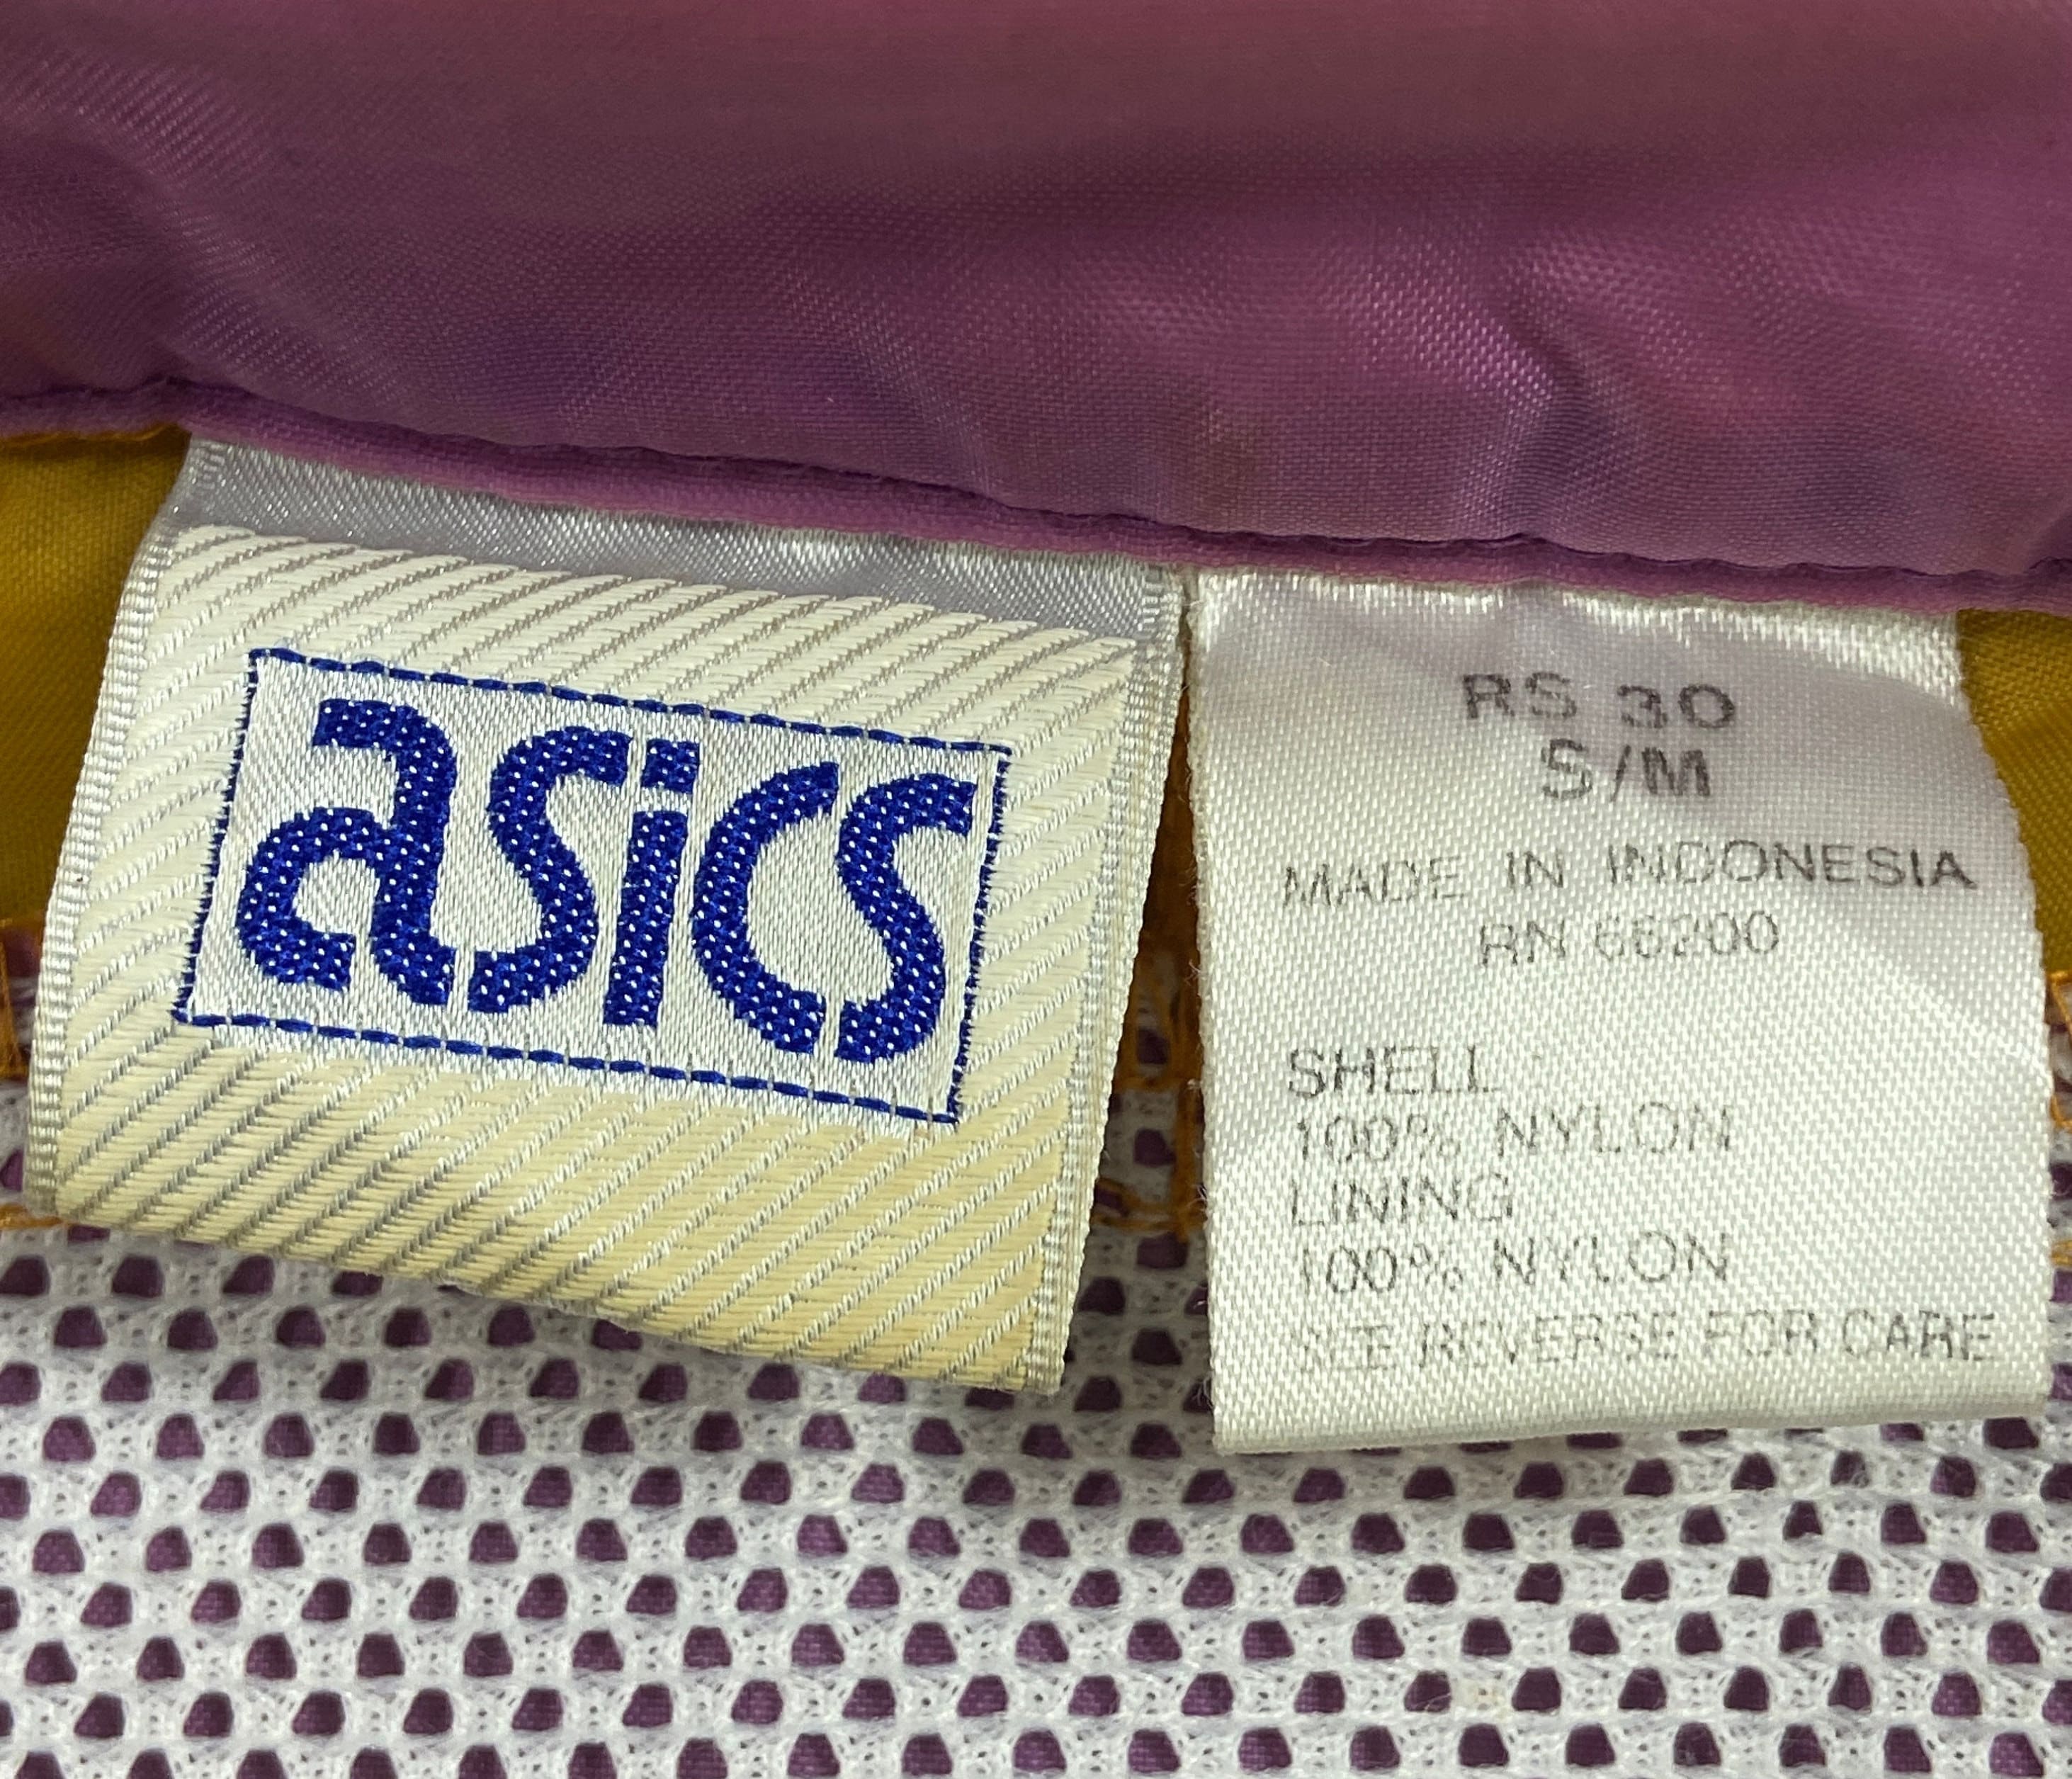 asics
RS 30
S/M
MADE IN INDONESIA
RN 66200
SHELL
100% NYLON
LINING
100% NYLON
SEE REVERSE FOR CARE